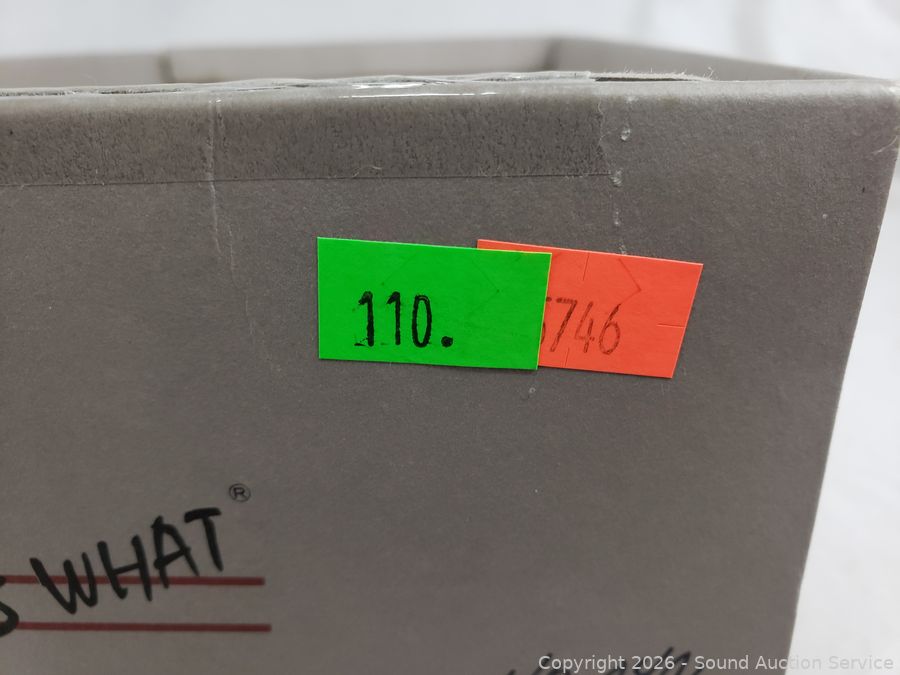 110.
746
WHAT®
Copyright 2026 - Sound Auction Service